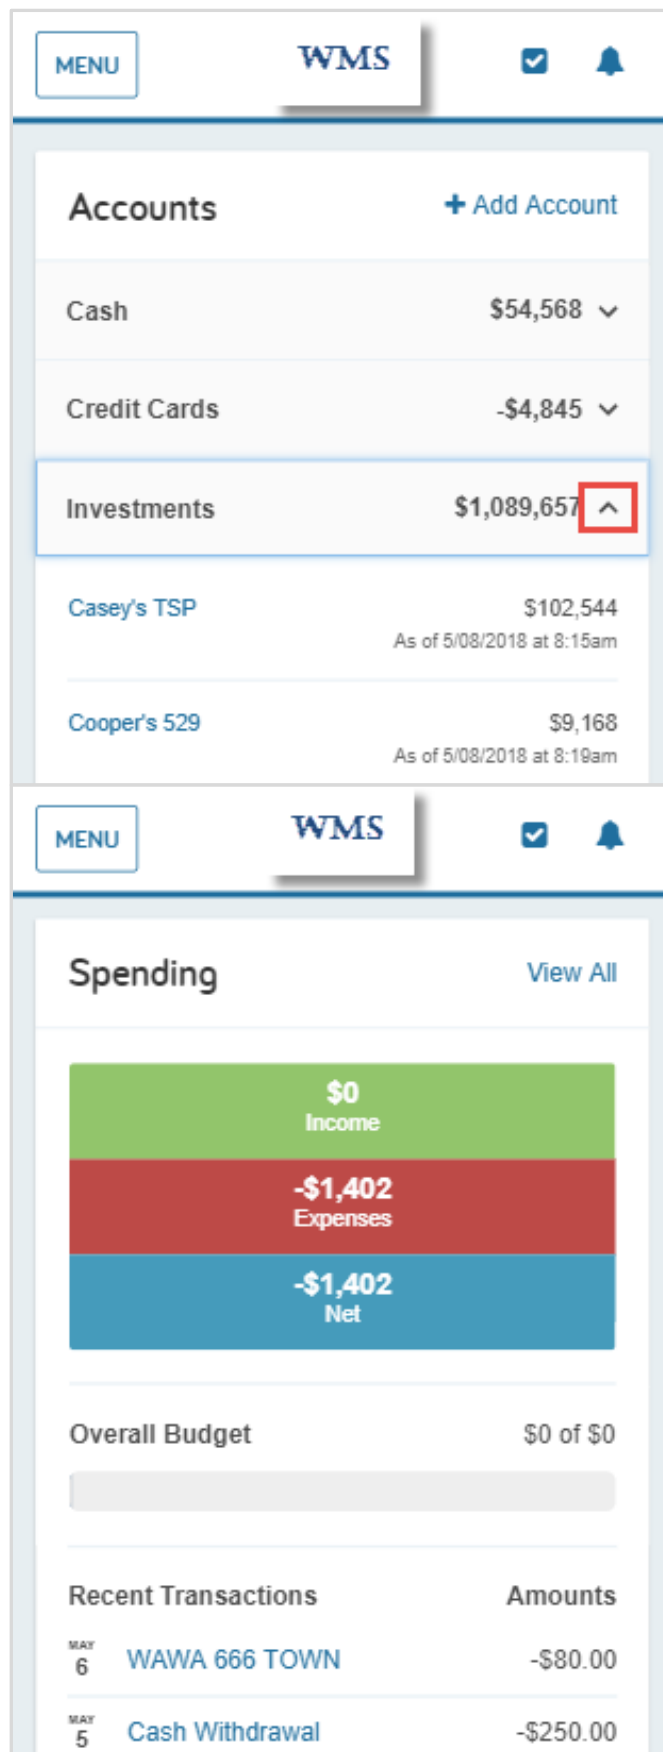 MENU WMS
Accounts + Add Account
Cash $54,568
Credit Cards -$4,845
Investments $1,089,657
Casey's TSP $102,544
As of 5/08/2018 at 8:15am
Cooper's 529 $9,168
As of 5/08/2018 at 8:19am
MENU WMS
Spending View All
$0
Income
-$1,402
Expenses
-$1,402
Net
Overall Budget $0 of $0
Recent Transactions Amounts
MAY
6 WAWA 666 TOWN -$80.00
MAY
5 Cash Withdrawal -$250.00